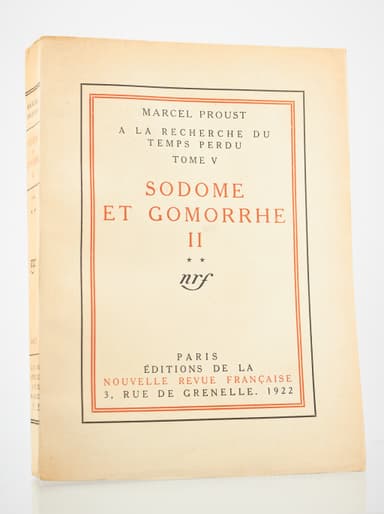 MARCEL PROUST
A LA RECHERCHE DU
TEMPS PERDU
TOME V
SODOME
ET GOMORRHE
II
★ ★
nrf
PARIS
ÉDITIONS DE LA
NOUVELLE REVUE FRANÇAISE
3, RUE DE GRENELLE. 1922
nrf